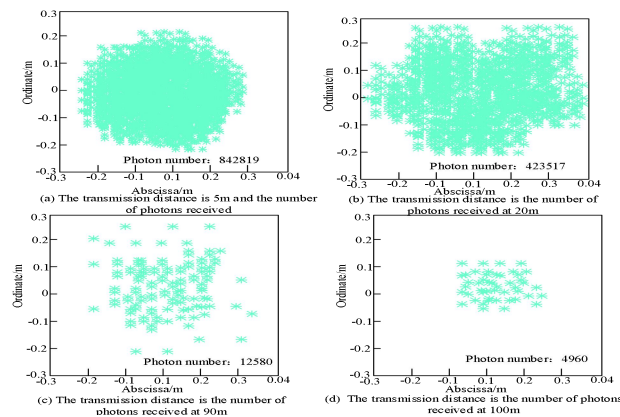 0.3
0.2
0.1
0
-0.1
-0.2
-0.3
Ordinate/m
Photon number：842819
-0.3 -0.2 -0.1 0 0.1 0.2 0.3 0.04
Abscissa/m
(a) The transmission distance is 5m and the number
of photons received
0.3
0.2
0.1
0
-0.1
-0.2
-0.3
Ordinate/m
Photon number：423517
-0.3 -0.2 -0.1 0 0.1 0.2 0.3 0.04
Abscissa/m
(b) The transmission distance is the number of
photons received at 20m
0.3
0.2
0.1
0
-0.1
-0.2
-0.3
Ordinate/m
Photon number：12580
-0.3 -0.2 -0.1 0 0.1 0.2 0.3 0.04
Abscissa/m
(c) The transmission distance is the number of
photons received at 90m
0.3
0.2
0.1
0
-0.1
-0.2
-0.3
Ordinate/m
Photon number：4960
-0.3 -0.2 -0.1 0 0.1 0.2 0.3 0.04
Abscissa/m
(d) The transmission distance is the number of photons
received at 100m